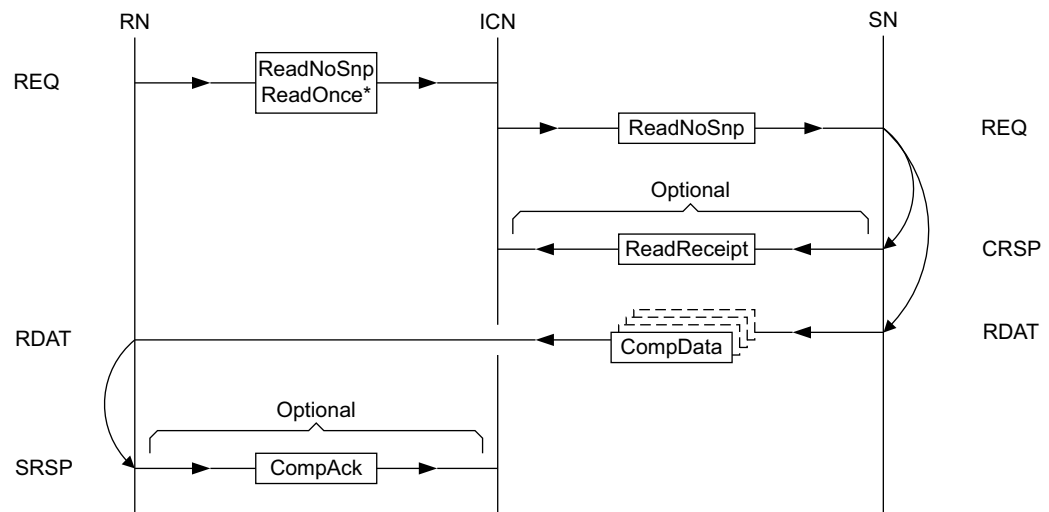 RN
ICN
SN
REQ
ReadNoSnp
ReadOnce*
ReadNoSnp
REQ
Optional
ReadReceipt
CRSP
RDAT
CompData
RDAT
Optional
SRSP
CompAck